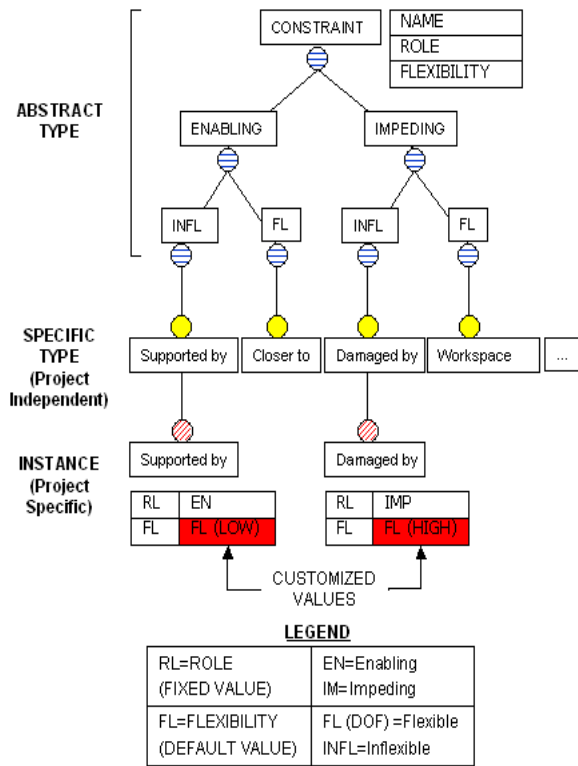 CONSTRAINT
NAME
ROLE
FLEXIBILITY
ABSTRACT
TYPE
ENABLING
IMPEDING
INFL
FL
INFL
FL
SPECIFIC
TYPE
(Project
Independent)
Supported by
Closer to
Damaged by
Workspace
...
INSTANCE
(Project
Specific)
Supported by
Damaged by
RL EN
FL FL (LOW)
RL IMP
FL FL (HIGH)
CUSTOMIZED
VALUES
LEGEND
RL=ROLE
(FIXED VALUE)
EN=Enabling
IM=Impeding
FL=FLEXIBILITY
(DEFAULT VALUE)
FL (DOF) =Flexible
INFL=Inflexible